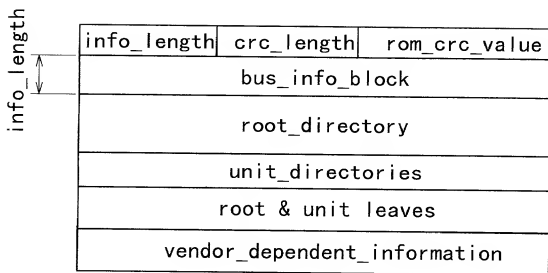 info_length
info_length crc_length rom_crc_value
bus_info_block
root_directory
unit_directories
root & unit leaves
vendor_dependent_information